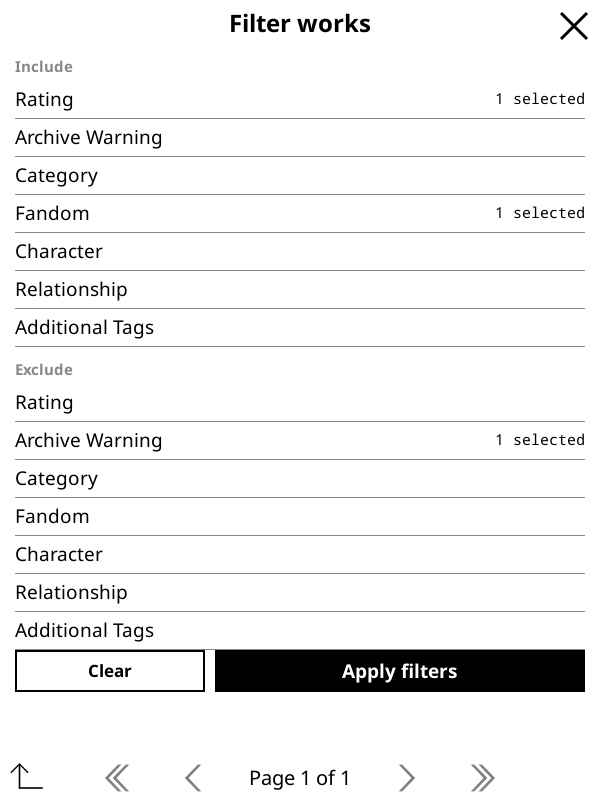 Filter works
Include
Rating 1 selected
Archive Warning
Category
Fandom 1 selected
Character
Relationship
Additional Tags
Exclude
Rating
Archive Warning 1 selected
Category
Fandom
Character
Relationship
Additional Tags
Clear Apply filters
Page 1 of 1